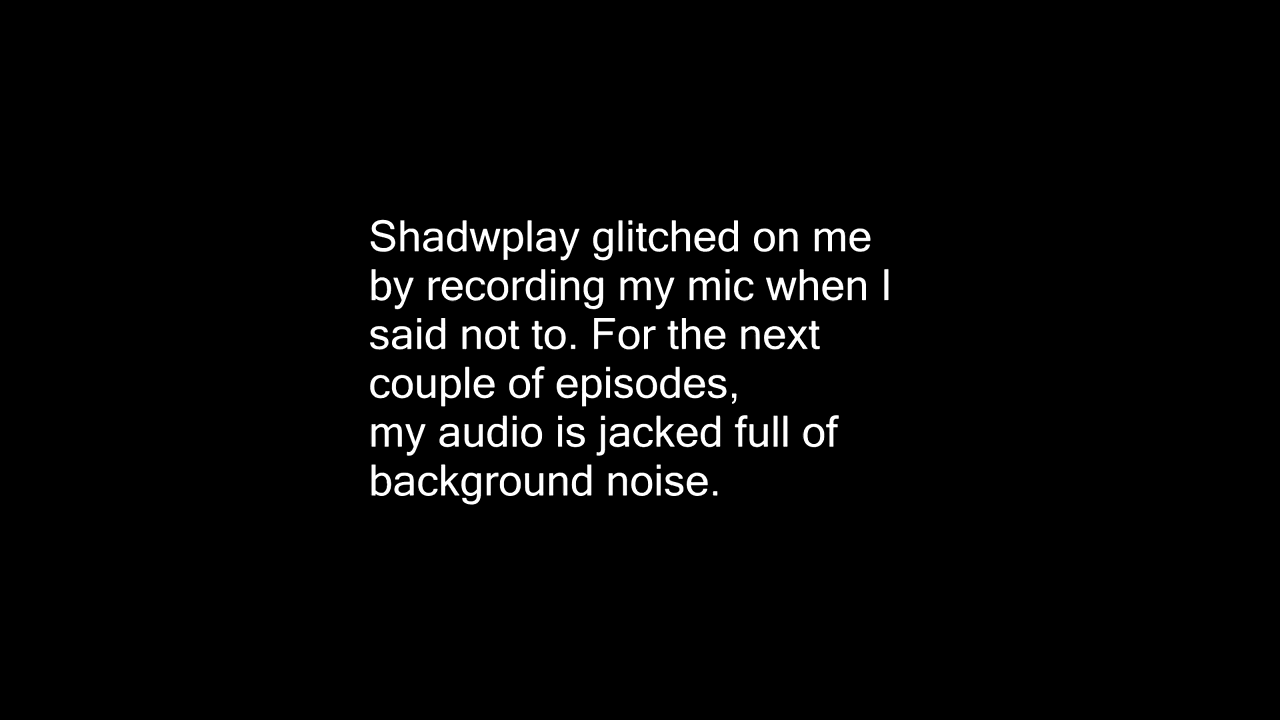 Shadwplay glitched on me
by recording my mic when I
said not to. For the next
couple of episodes,
my audio is jacked full of
background noise.